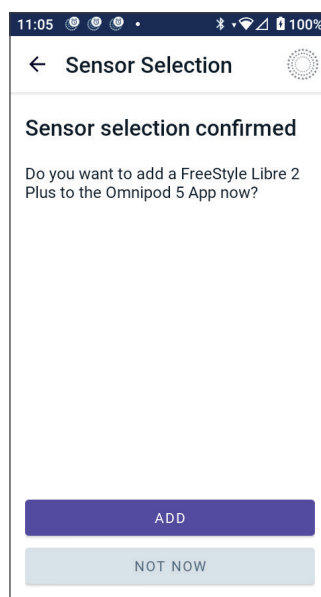 11:05 100%
Sensor Selection
Sensor selection confirmed
Do you want to add a FreeStyle Libre 2
Plus to the Omnipod 5 App now?
ADD
NOT NOW